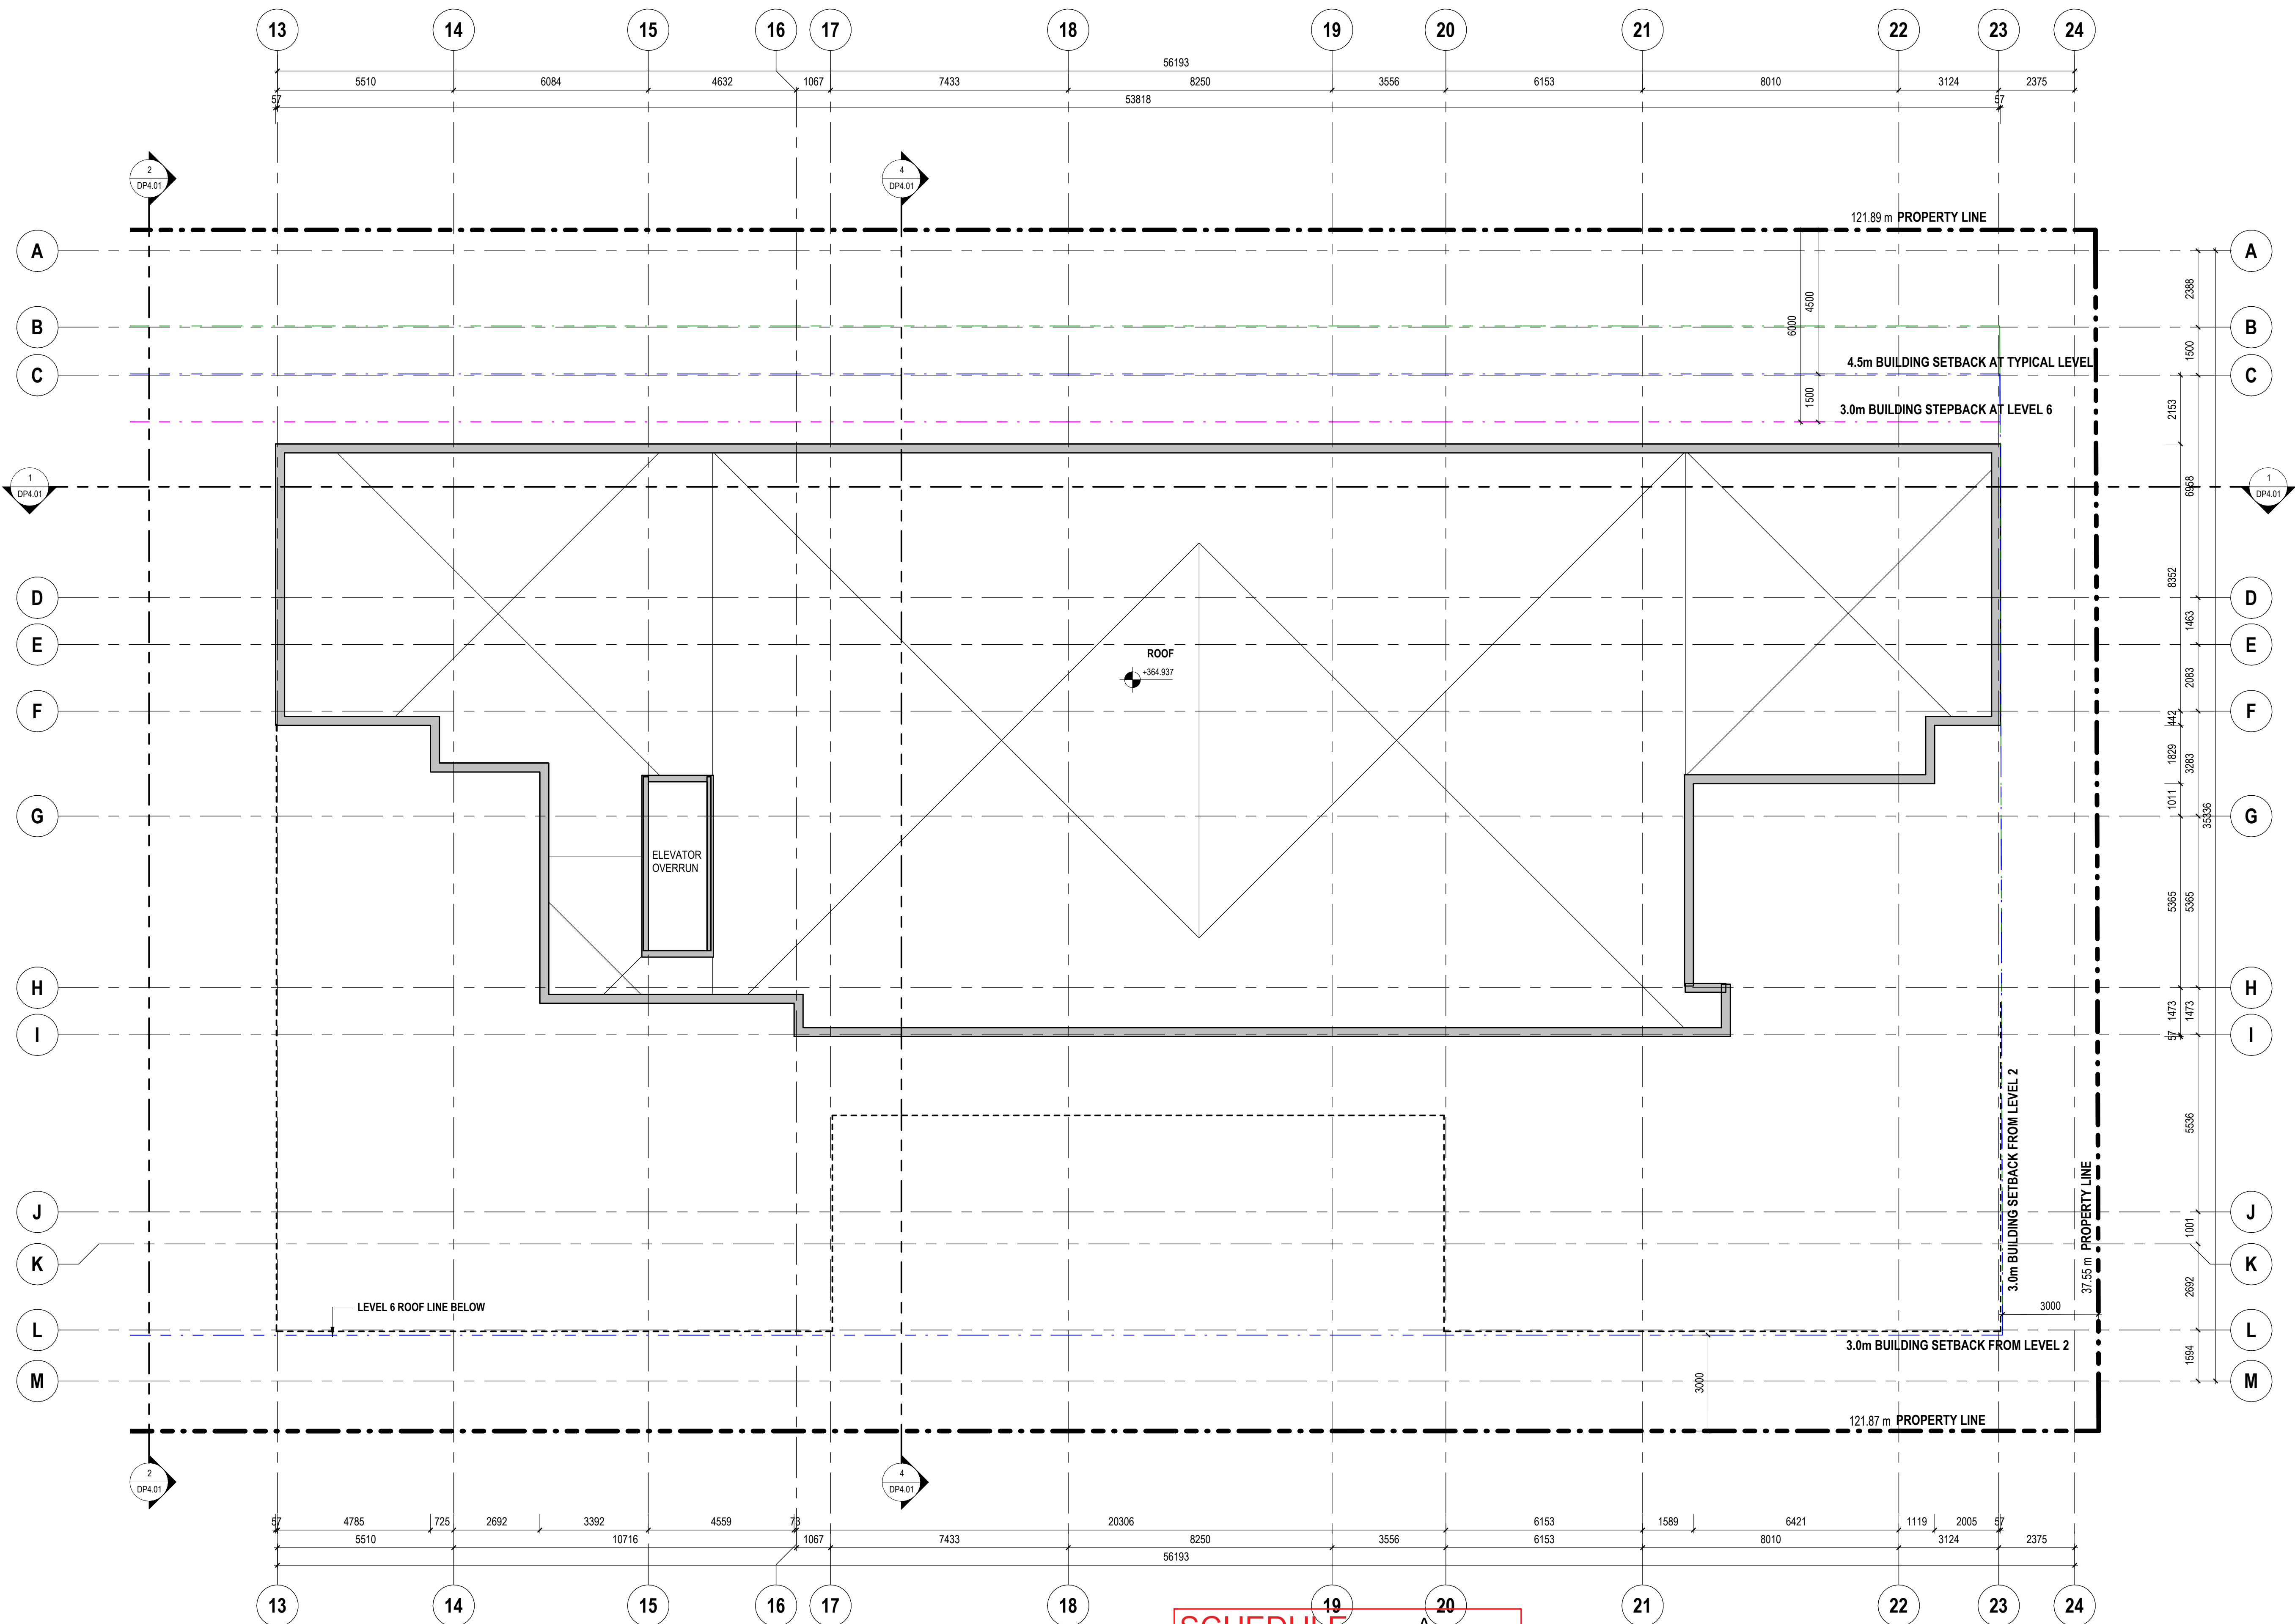 13 14 15 16 17 18 19 20 21 22 23 24
56193
5510 6084 4632 1067 7433 8250 3556 6153 8010 3124 2375
57 53818 57
2
DP4.01
4
DP4.01
121.89 m PROPERTY LINE
A A
2388
4500
6000
B B
1500
4.5m BUILDING SETBACK AT TYPICAL LEVEL
C C
1500
3.0m BUILDING STEPBACK AT LEVEL 6
2153
1
DP4.01
6958
1
DP4.01
8352
D D
1463
E E
ROOF
+364.937
2083
F F
442
1829
3283
1011
35336
G G
ELEVATOR
OVERRUN
5365
5365
H H
1473
1473
57
I I
3.0m BUILDING SETBACK FROM LEVEL 2
37.55 m PROPERTY LINE
5536
J J
1001
K K
2692
LEVEL 6 ROOF LINE BELOW
3000
L L
3.0m BUILDING SETBACK FROM LEVEL 2
1594
3000
M M
121.87 m PROPERTY LINE
2
DP4.01
4
DP4.01
57 4785 725 2692 3392 4559 73 20306 6153 1589 6421 1119 2005 57
5510 10716 1067 7433 8250 3556 6153 8010 3124 2375
56193
13 14 15 16 17 18 19 20 21 22 23 24
SCHEDULE A